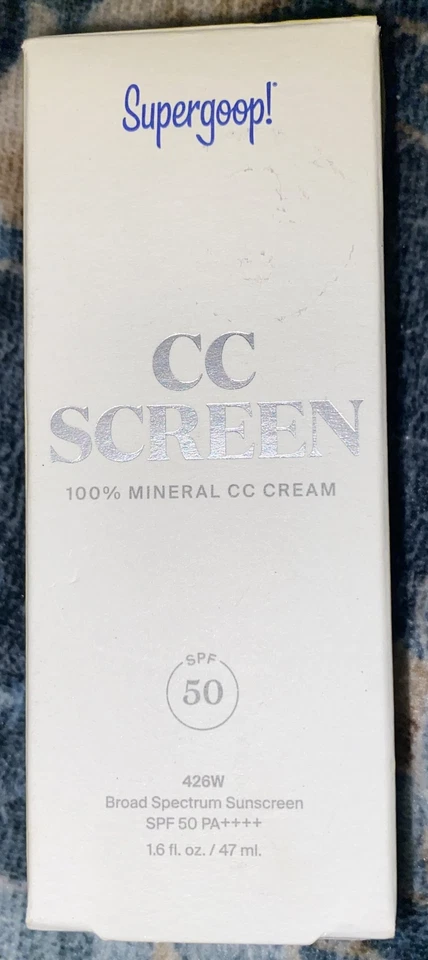 Supergoop!
CC
SCREEN
100% MINERAL CC CREAM
SPF
50
426W
Broad Spectrum Sunscreen
SPF 50 PA++++
1.6 fl. oz. / 47 ml.